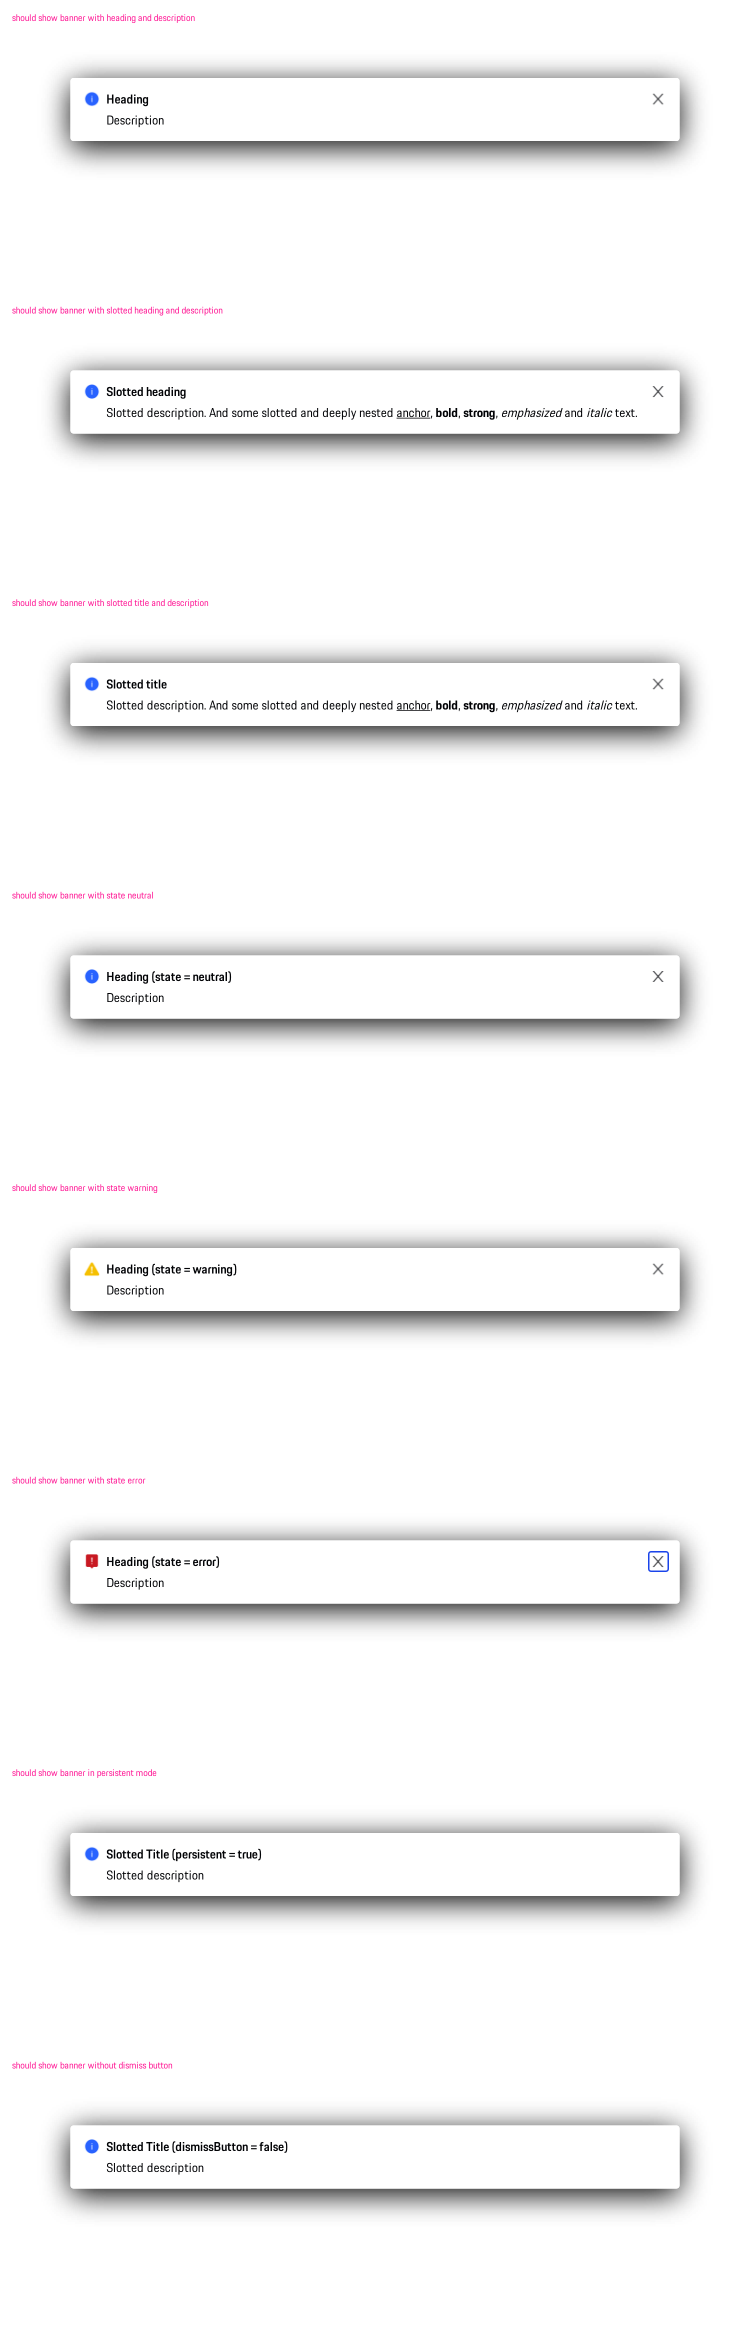 should show banner with heading and description
Heading
Description
should show banner with slotted heading and description
Slotted heading
Slotted description. And some slotted and deeply nested anchor, bold, strong, emphasized and italic text.
should show banner with slotted title and description
Slotted title
Slotted description. And some slotted and deeply nested anchor, bold, strong, emphasized and italic text.
should show banner with state neutral
Heading (state = neutral)
Description
should show banner with state warning
Heading (state = warning)
Description
should show banner with state error
Heading (state = error)
Description
should show banner in persistent mode
Slotted Title (persistent = true)
Slotted description
should show banner without dismiss button
Slotted Title (dismissButton = false)
Slotted description